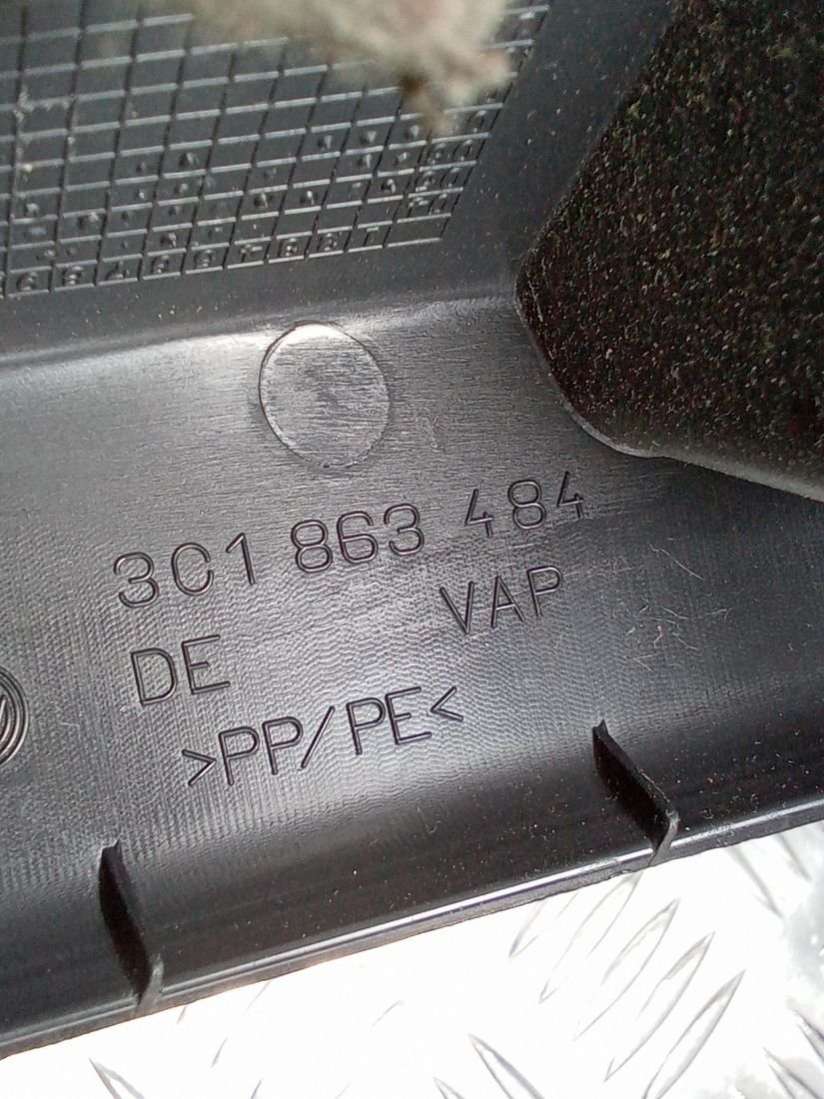 3C1 863 484
DE VAP
>PP/PE<